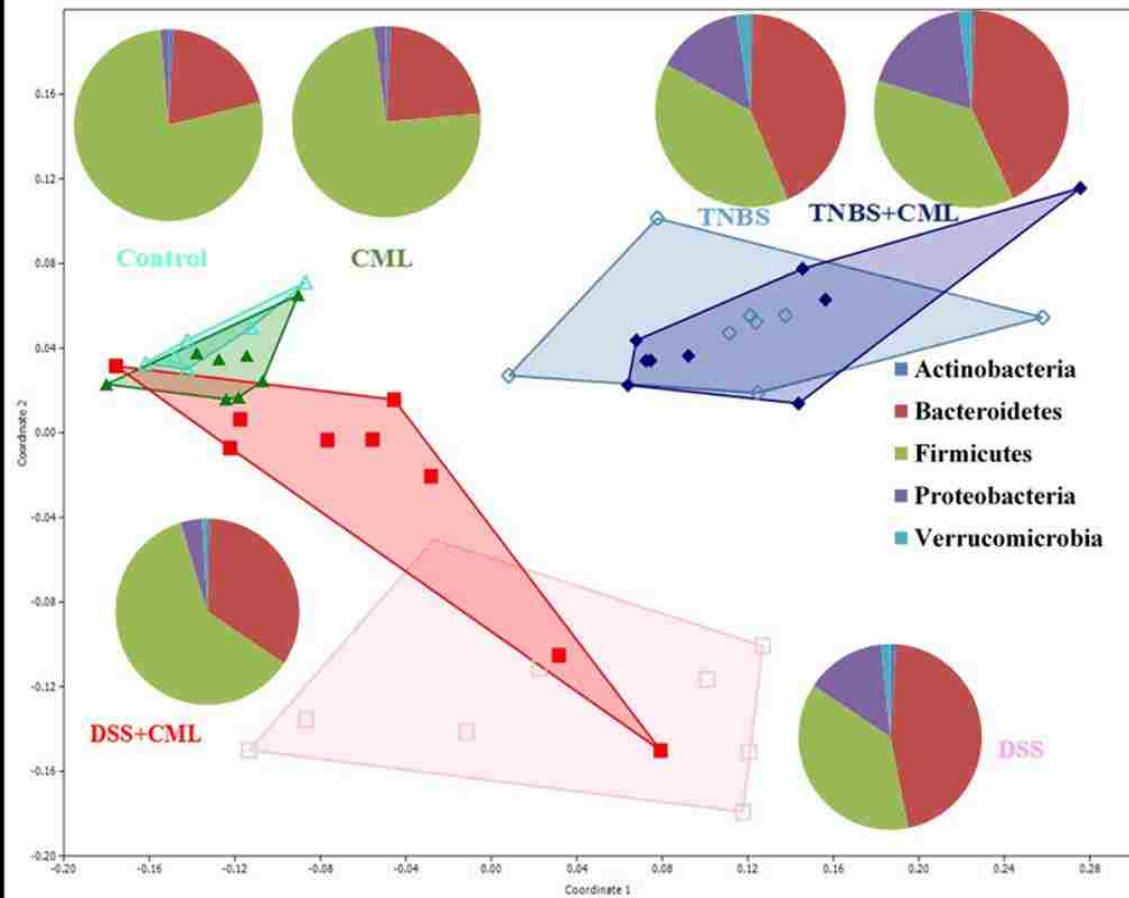 TNBS
TNBS+CML
Control
CML
Actinobacteria
Bacteroidetes
Firmicutes
Proteobacteria
Verrucomicrobia
DSS+CML
DSS
Coordinate 2
0.16
0.12
0.08
0.04
0.00
-0.04
-0.08
-0.12
-0.16
-0.20
-0.20
-0.16
-0.12
-0.08
-0.04
0.00
0.04
0.08
0.12
0.16
0.20
0.24
0.28
Coordinate 1